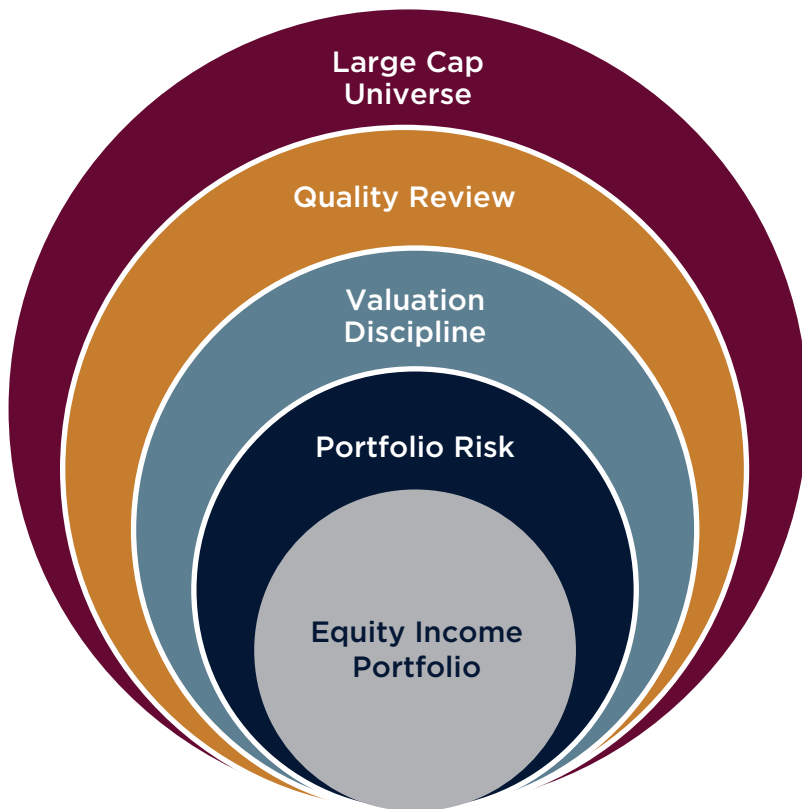 Large Cap
Universe
Quality Review
Valuation
Discipline
Portfolio Risk
Equity Income
Portfolio